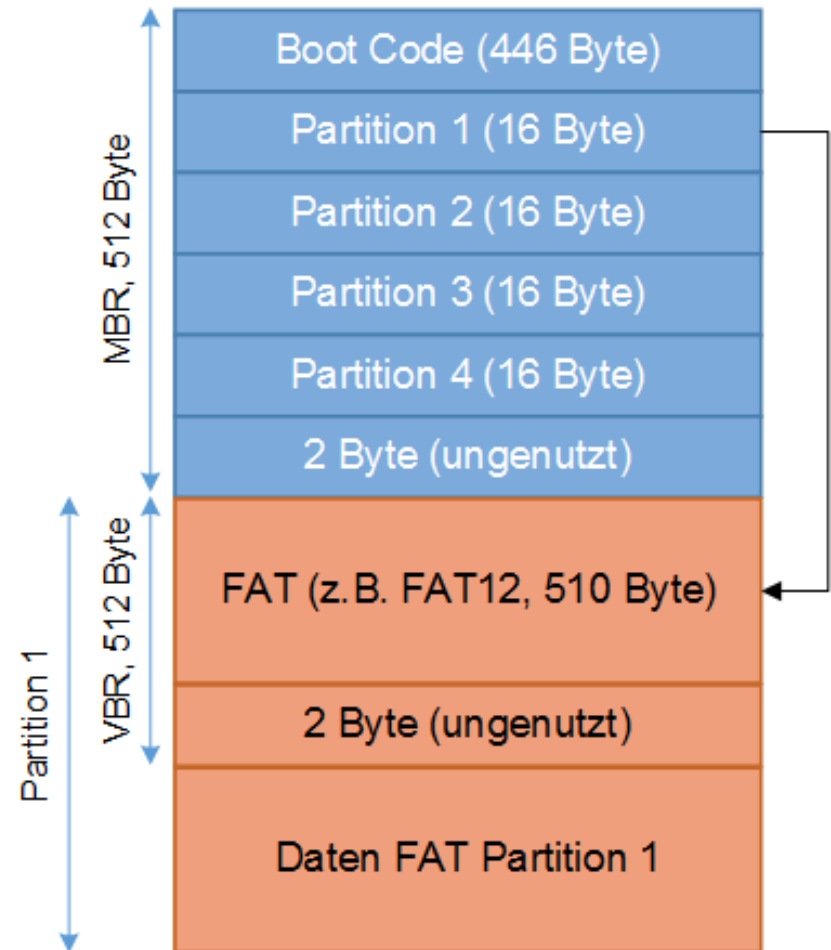 Boot Code (446 Byte)
Partition 1 (16 Byte)
Partition 2 (16 Byte)
Partition 3 (16 Byte)
Partition 4 (16 Byte)
2 Byte (ungenutzt)
MBR, 512 Byte
FAT (z.B. FAT12, 510 Byte)
2 Byte (ungenutzt)
VBR, 512 Byte
Daten FAT Partition 1
Partition 1